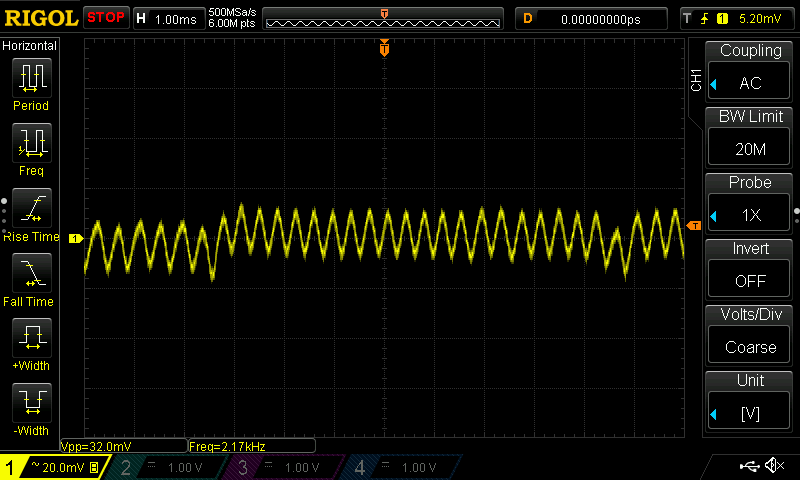 RIGOL STOP H 1.00ms 500MSa/s 6.00M pts T D 0.00000000ps T 1 5.20mV
Horizontal
Period
Freq
Rise Time
Fall Time
+Width
-Width
T
1
T
CH1
Coupling
AC
BW Limit
20M
Probe
1X
Invert
OFF
Volts/Div
Coarse
Unit
[V]
Vpp=32.0mV Freq=2.17kHz
1 ~ 20.0mV B 2 1.00 V 3 1.00 V 4 1.00 V